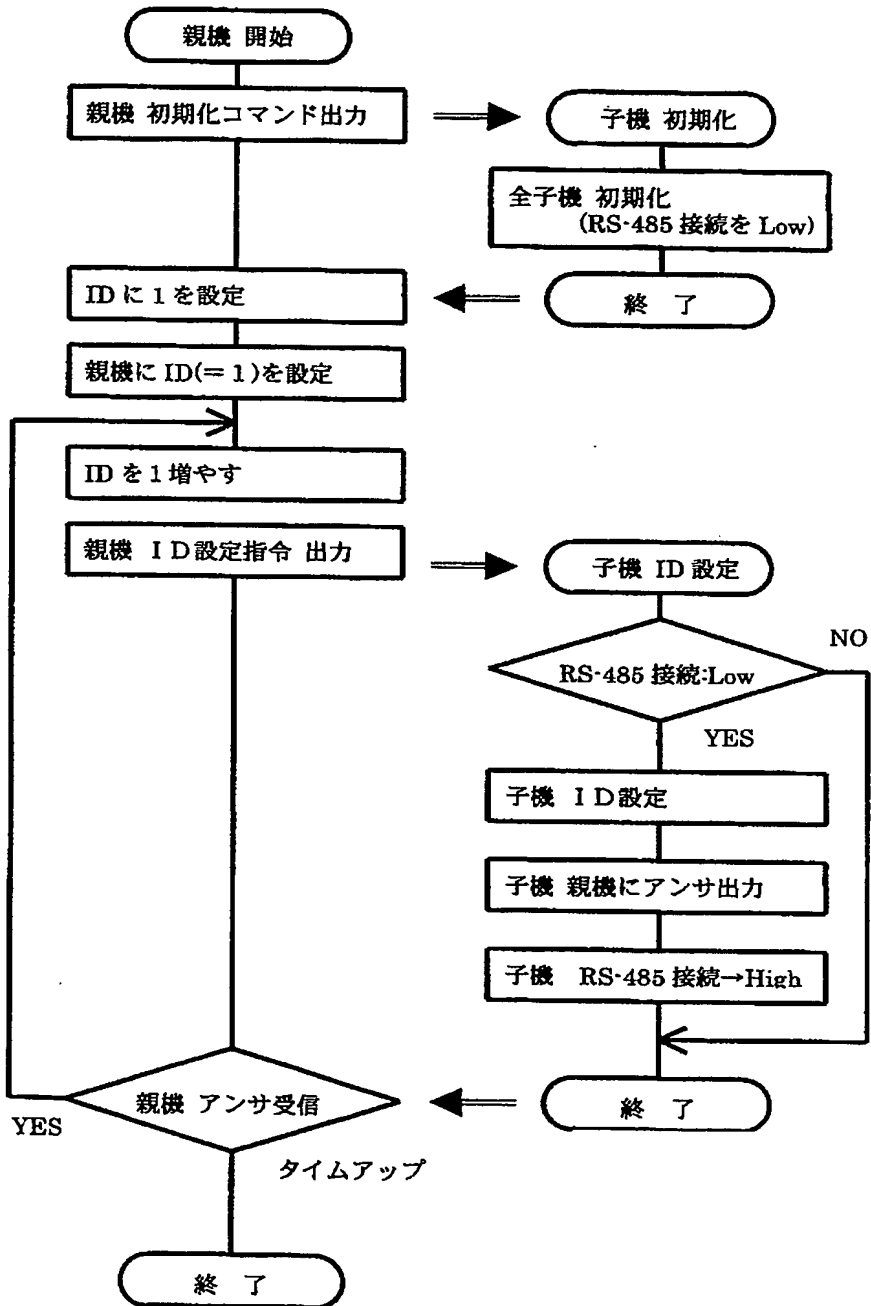 親機 開始
親機 初期化コマンド出力
子機 初期化
全子機 初期化
(RS-485 接続を Low)
IDに1を設定
終 了
親機に ID(=1)を設定
ID を1増やす
親機 ID設定指令 出力
子機 ID 設定
NO
RS-485 接続:Low
YES
子機 ID設定
子機 親機にアンサ出力
子機 RS-485 接続→High
親機 アンサ受信
終 了
YES
タイムアップ
終 了